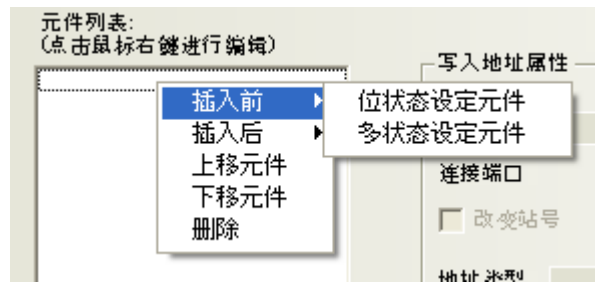 元件列表:
(点击鼠标右键进行编辑)
写入地址属性
插入前
位状态设定元件
插入后
多状态设定元件
上移元件
连接端口
下移元件
改变站号
删除
地址类型